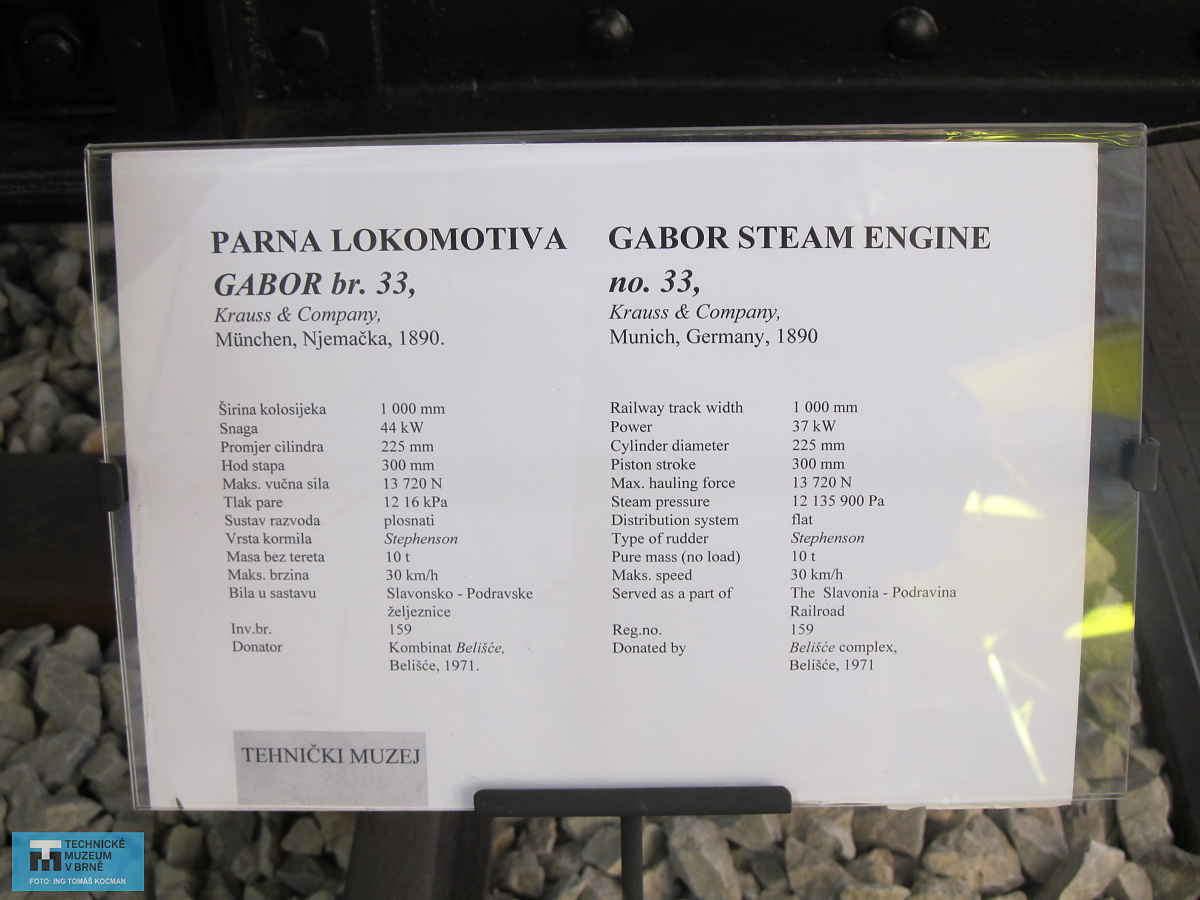 PARNA LOKOMOTIVA
GABOR br. 33,
Krauss & Company,
München, Njemačka, 1890.
Širina kolosijeka 1 000 mm
Snaga 44 kW
Promjer cilindra 225 mm
Hod stapa 300 mm
Maks. vučna sila 13 720 N
Tlak pare 12 16 kPa
Sustav razvoda plosnati
Vrsta kormila Stephenson
Masa bez tereta 10 t
Maks. brzina 30 km/h
Bila u sastavu Slavonsko - Podravske
željeznice
Inv.br. 159
Donator Kombinat Belišće,
Belišće, 1971.
TEHNIČKI MUZEJ
GABOR STEAM ENGINE
no. 33,
Krauss & Company,
Munich, Germany, 1890
Railway track width 1 000 mm
Power 37 kW
Cylinder diameter 225 mm
Piston stroke 300 mm
Max. hauling force 13 720 N
Steam pressure 12 135 900 Pa
Distribution system flat
Type of rudder Stephenson
Pure mass (no load) 10 t
Maks. speed 30 km/h
Served as a part of The Slavonia - Podravina
Railroad
Reg.no. 159
Donated by Belišće complex,
Belišće, 1971
TECHNICKÉ
MUZEUM
V BRNĚ
FOTO: ING TOMÁŠ KOCMAN